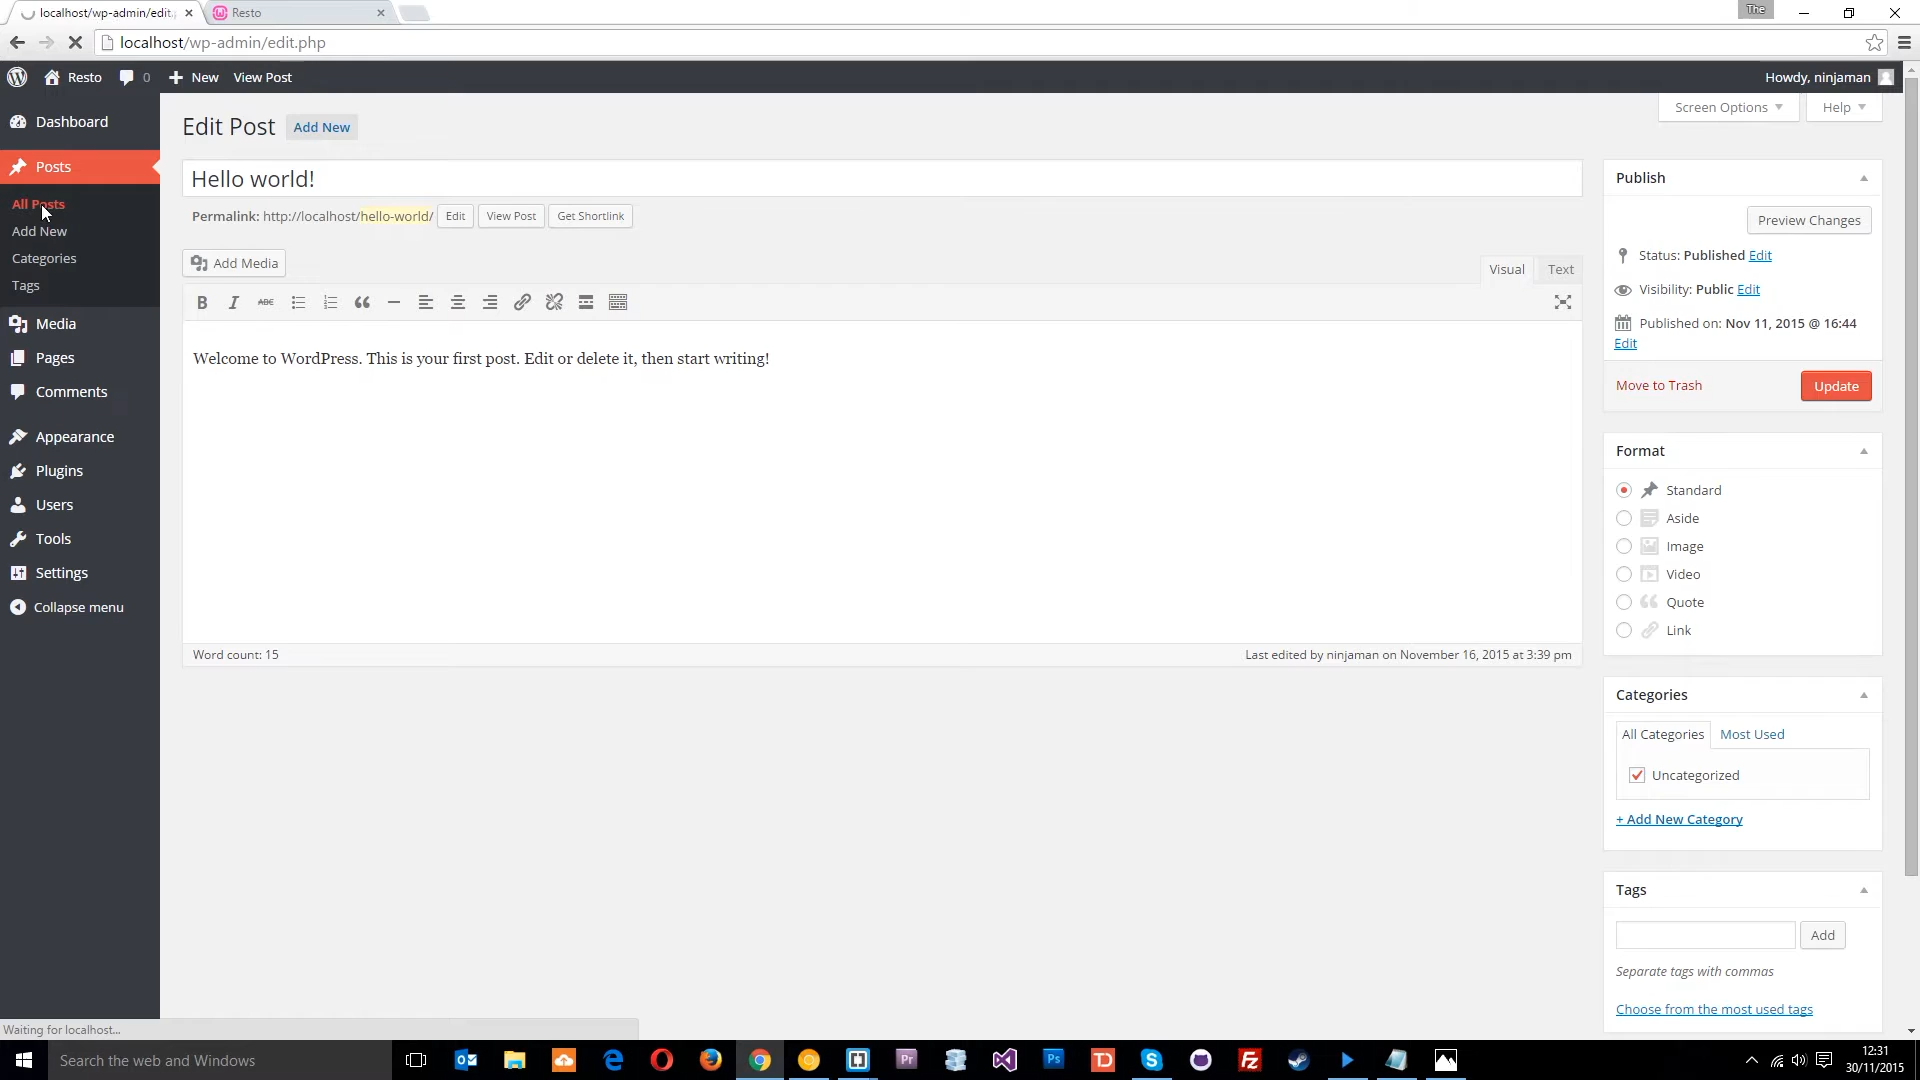 localhost/wp-admin/edit.
Resto
The
localhost/wp-admin/edit.php
Resto
0
New
View Post
Howdy, ninjaman
Screen Options
Help
Dashboard
Posts
All Posts
Add New
Categories
Tags
Media
Pages
Comments
Appearance
Plugins
Users
Tools
Settings
Collapse menu
Edit Post
Add New
Hello world!
Permalink: http://localhost/hello-world/
Edit
View Post
Get Shortlink
Add Media
Visual
Text
B
I
ABC
Welcome to WordPress. This is your first post. Edit or delete it, then start writing!
Word count: 15
Last edited by ninjaman on November 16, 2015 at 3:39 pm
Publish
Preview Changes
Status: Published Edit
Visibility: Public Edit
Published on: Nov 11, 2015 @ 16:44
Edit
Move to Trash
Update
Format
Standard
Aside
Image
Video
Quote
Link
Categories
All Categories
Most Used
Uncategorized
+ Add New Category
Tags
Add
Separate tags with commas
Choose from the most used tags
Waiting for localhost...
Search the web and Windows
Pr
Ps
TD
FZ
12:31
30/11/2015